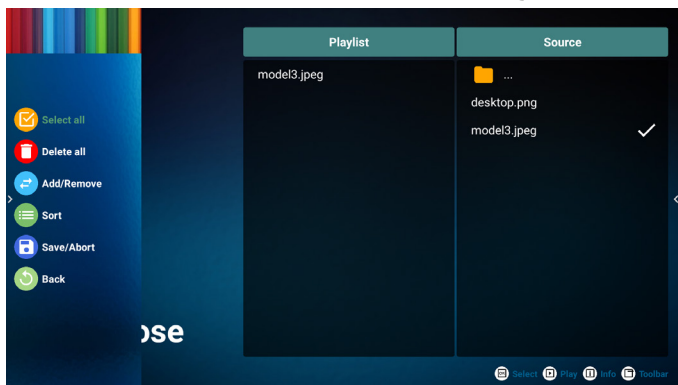 Playlist
Source
model3.jpeg
...
desktop.png
model3.jpeg
Select all
Delete all
Add/Remove
Sort
Save/Abort
Back
ose
Select Play Info Toolbar